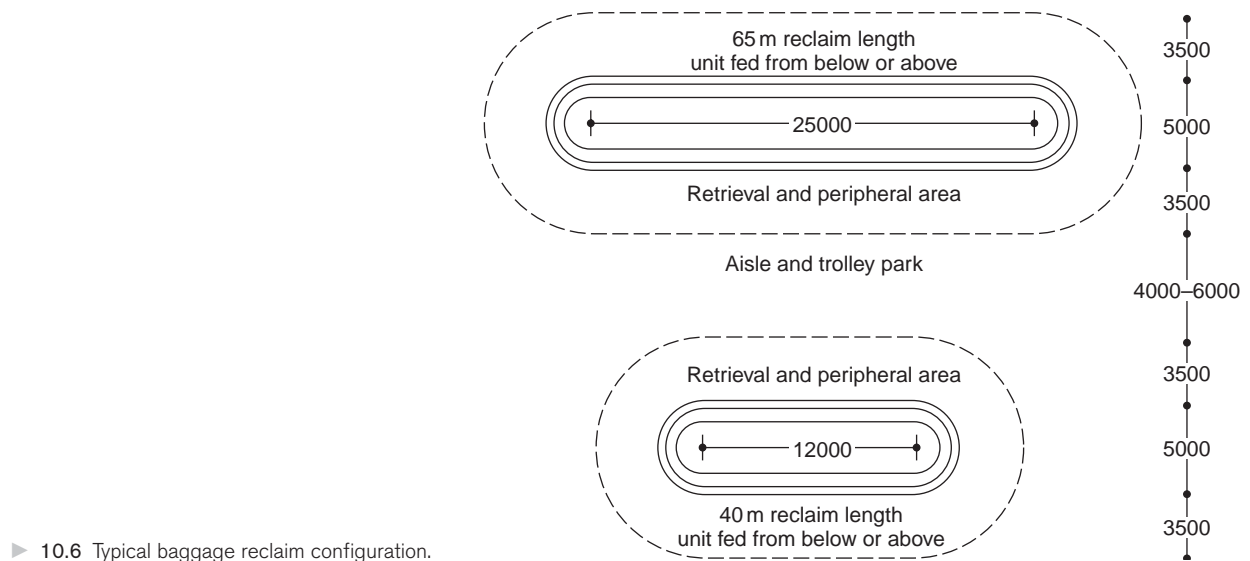 65 m reclaim length
unit fed from below or above
3500
25000
5000
Retrieval and peripheral area
3500
Aisle and trolley park
4000–6000
Retrieval and peripheral area
3500
12000
5000
40 m reclaim length
unit fed from below or above
3500
▶ 10.6 Typical baggage reclaim configuration.